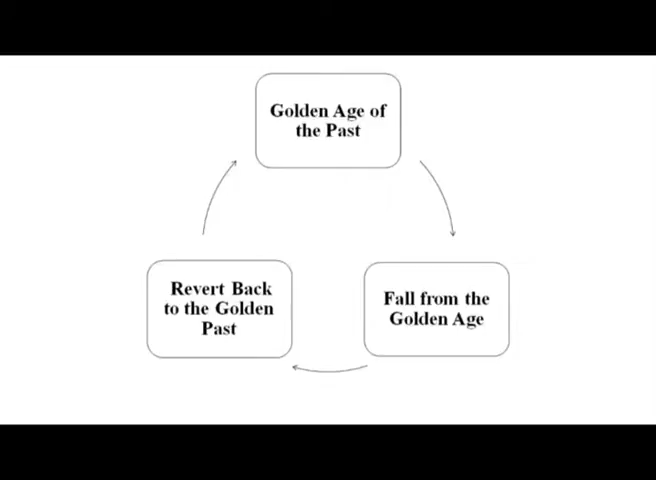 Golden Age of
the Past
Fall from the
Golden Age
Revert Back
to the Golden
Past